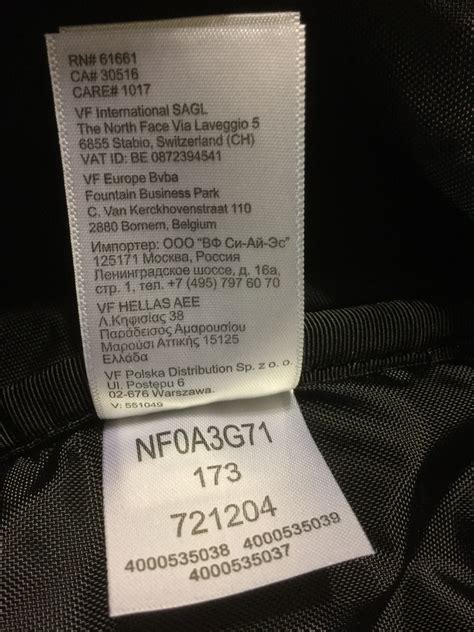 RN# 61661
CA# 30516
CARE# 1017
VF International SAGL
The North Face Via Laveggio 5
6855 Stabio, Switzerland (CH)
VAT ID: BE 0872394541
VF Europe Bvba
Fountain Business Park
C. Van Kerckhovenstraat 110
2880 Bornem, Belgium
Импортер: ООО "ВФ Си-Ай-Эс"
125171 Москва, Россия
Ленинградское шоссе, д. 16а,
стр. 1, тел. +7 (495) 797 60 70
VF HELLAS AEE
Λ.Κηφισίας 38
Παράδεισος Αμαρουσίου
Μαρούσι Αττικής 15125
Ελλάδα
VF Polska Distribution Sp. z o. o.
Ul. Postępu 6
02-676 Warszawa.
V: 551049
NF0A3G71
173
721204
4000535038 4000535039
4000535037